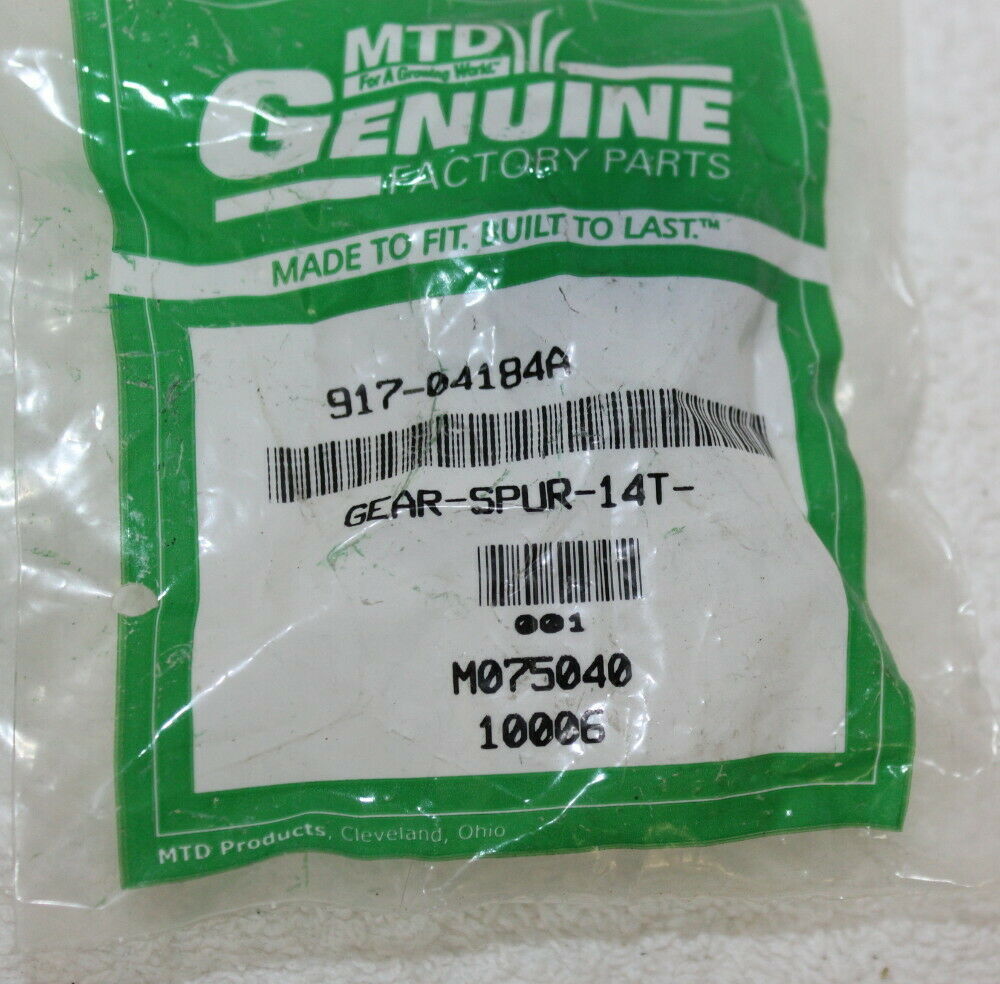 MTD
For A Growing World.™
GENUINE
FACTORY PARTS
MADE TO FIT. BUILT TO LAST.™
917-04184A
GEAR-SPUR-14T-
001
M075040
10006
MTD Products, Cleveland, Ohio